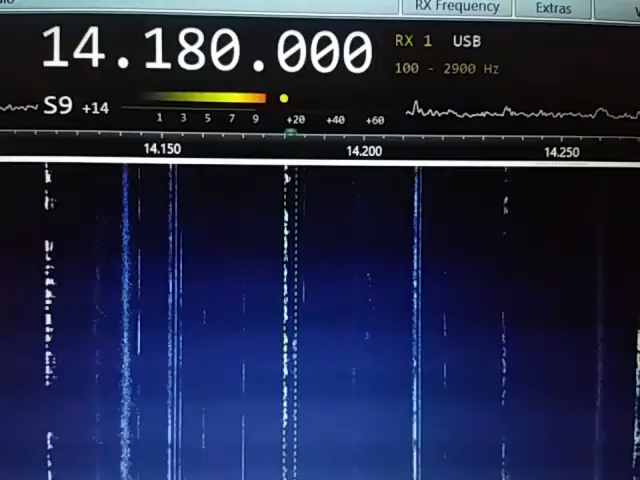 RX Frequency Extras
14.180.000 RX 1 USB
100 - 2900 Hz
S9 +14
1 3 5 7 9 +20 +40 +60
14.150 14.200 14.250